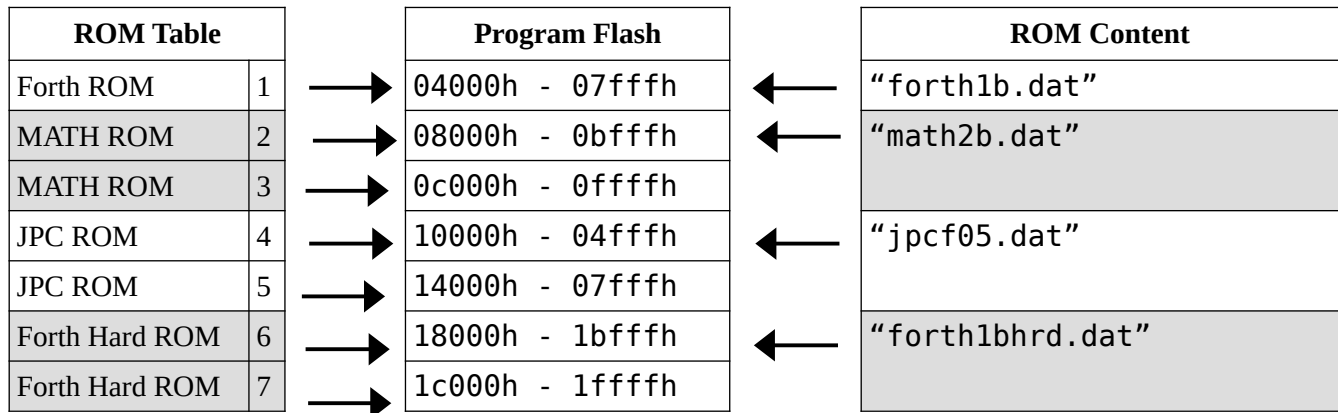 ROM Table Program Flash ROM Content
Forth ROM 1 04000h - 07fffh “forth1b.dat”
MATH ROM 2 08000h - 0bfffh “math2b.dat”
MATH ROM 3 0c000h - 0ffffh
JPC ROM 4 10000h - 04fffh “jpcf05.dat”
JPC ROM 5 14000h - 07fffh
Forth Hard ROM 6 18000h - 1bfffh “forth1bhrd.dat”
Forth Hard ROM 7 1c000h - 1ffffh